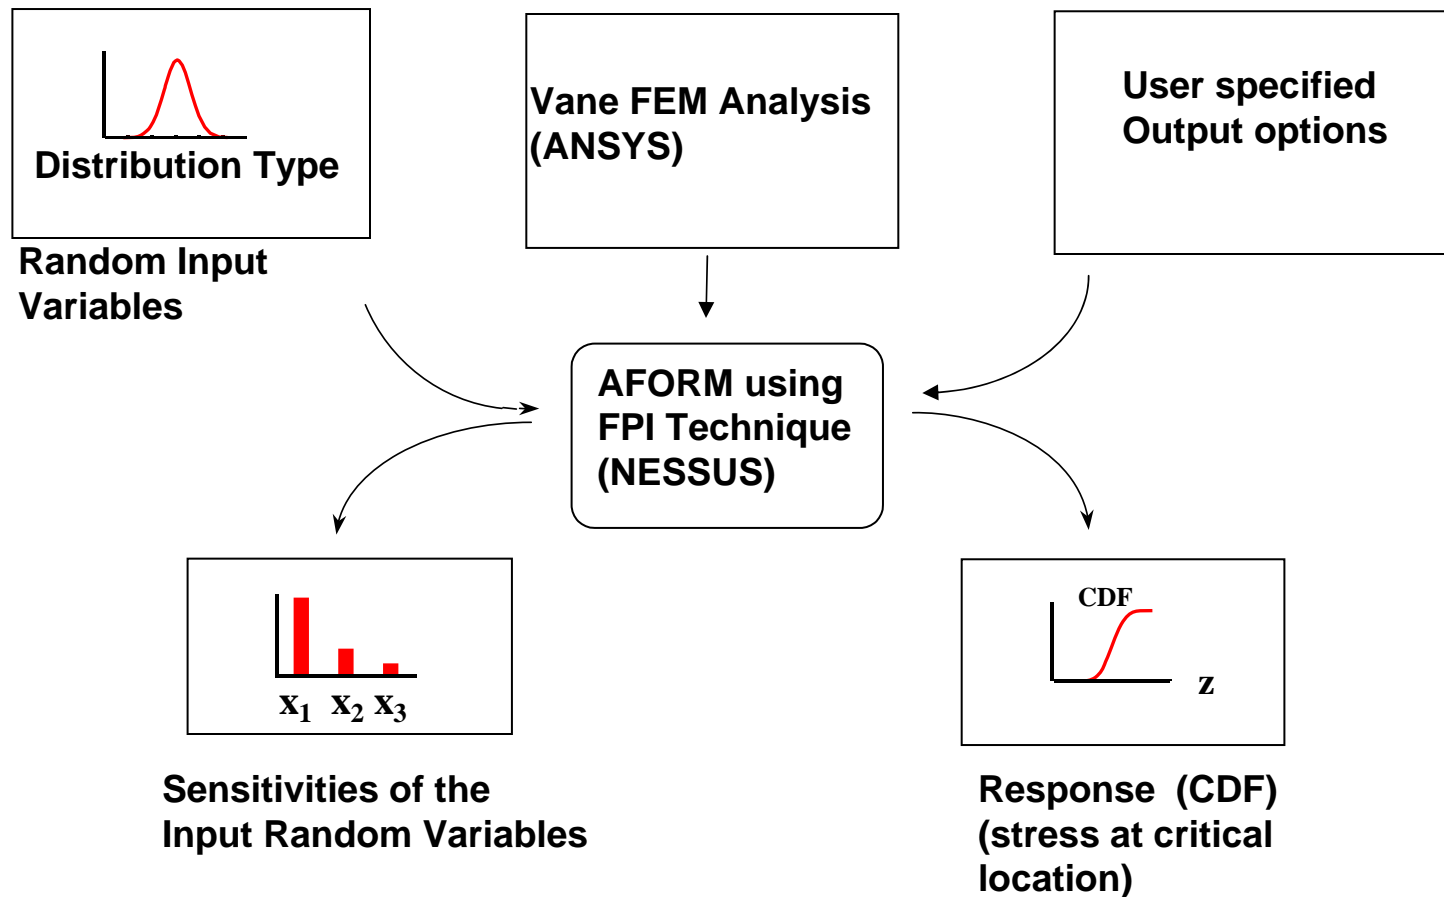 Distribution Type
Random Input
Variables
Vane FEM Analysis
(ANSYS)
User specified
Output options
AFORM using
FPI Technique
(NESSUS)
x1 x2 x3
Sensitivities of the
Input Random Variables
CDF
z
Response (CDF)
(stress at critical
location)